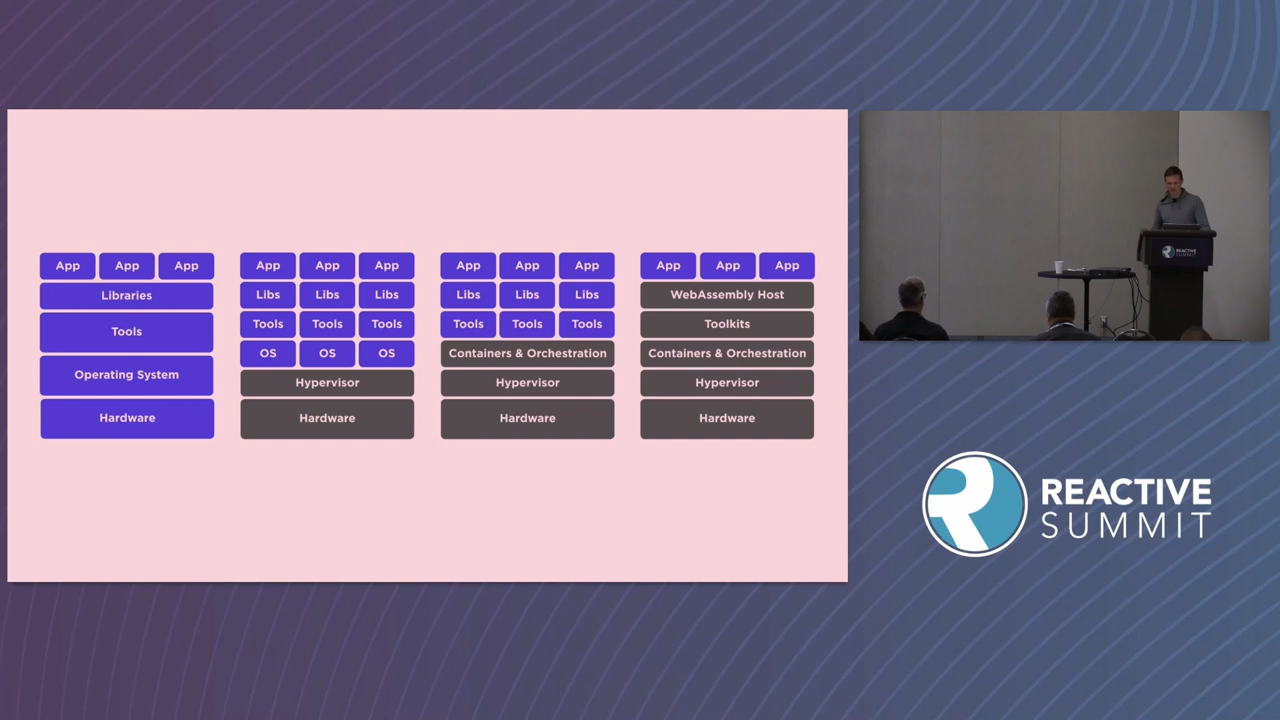 App App App
Libraries
Tools
Operating System
Hardware
App App App
Libs Libs Libs
Tools Tools Tools
OS OS OS
Hypervisor
Hardware
App App App
Libs Libs Libs
Tools Tools Tools
Containers & Orchestration
Hypervisor
Hardware
App App App
WebAssembly Host
Toolkits
Containers & Orchestration
Hypervisor
Hardware
REACTIVE
SUMMIT
REACTIVE
SUMMIT